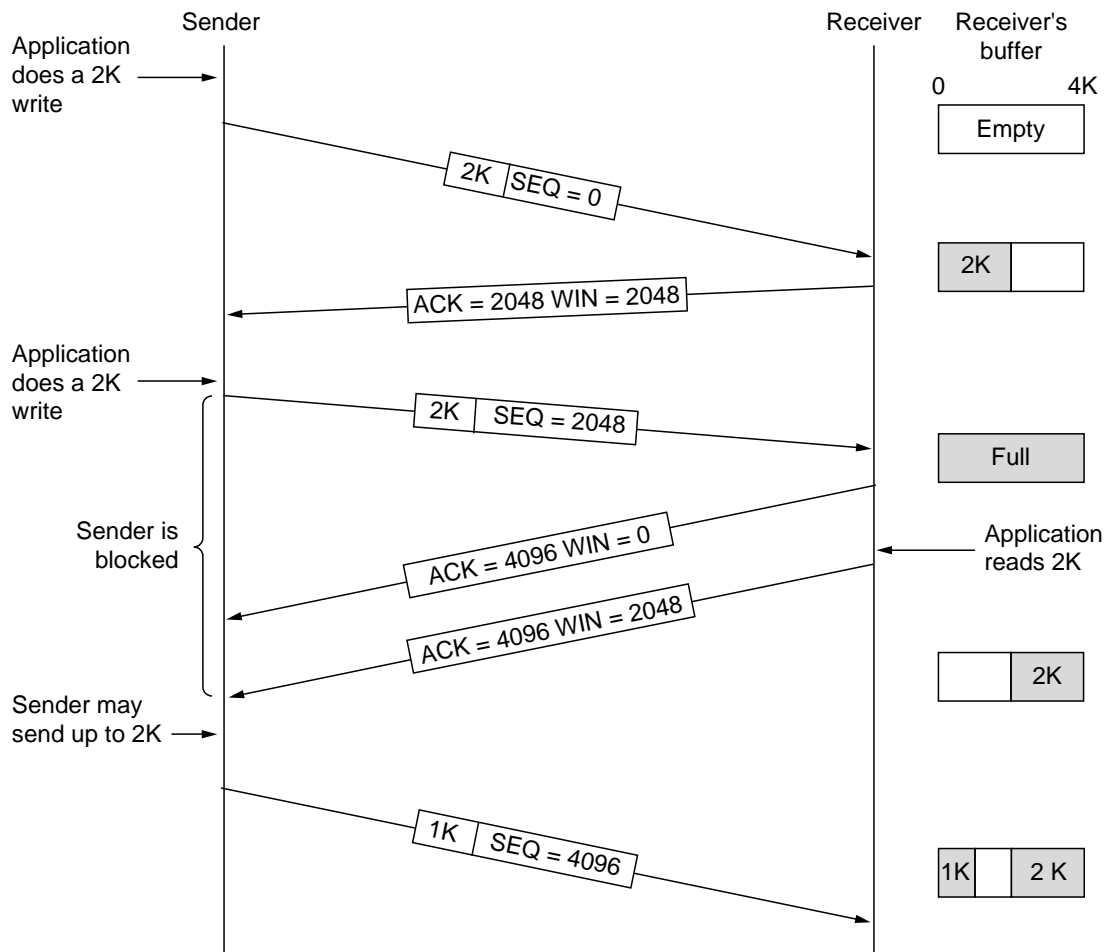 Sender
Receiver
Receiver's
buffer
Application
does a 2K
write
0
4K
Empty
2K
SEQ = 0
2K
ACK = 2048 WIN = 2048
Application
does a 2K
write
2K
SEQ = 2048
Full
Sender is
blocked
ACK = 4096 WIN = 0
Application
reads 2K
ACK = 4096 WIN = 2048
2K
Sender may
send up to 2K
1K
SEQ = 4096
1K
2 K